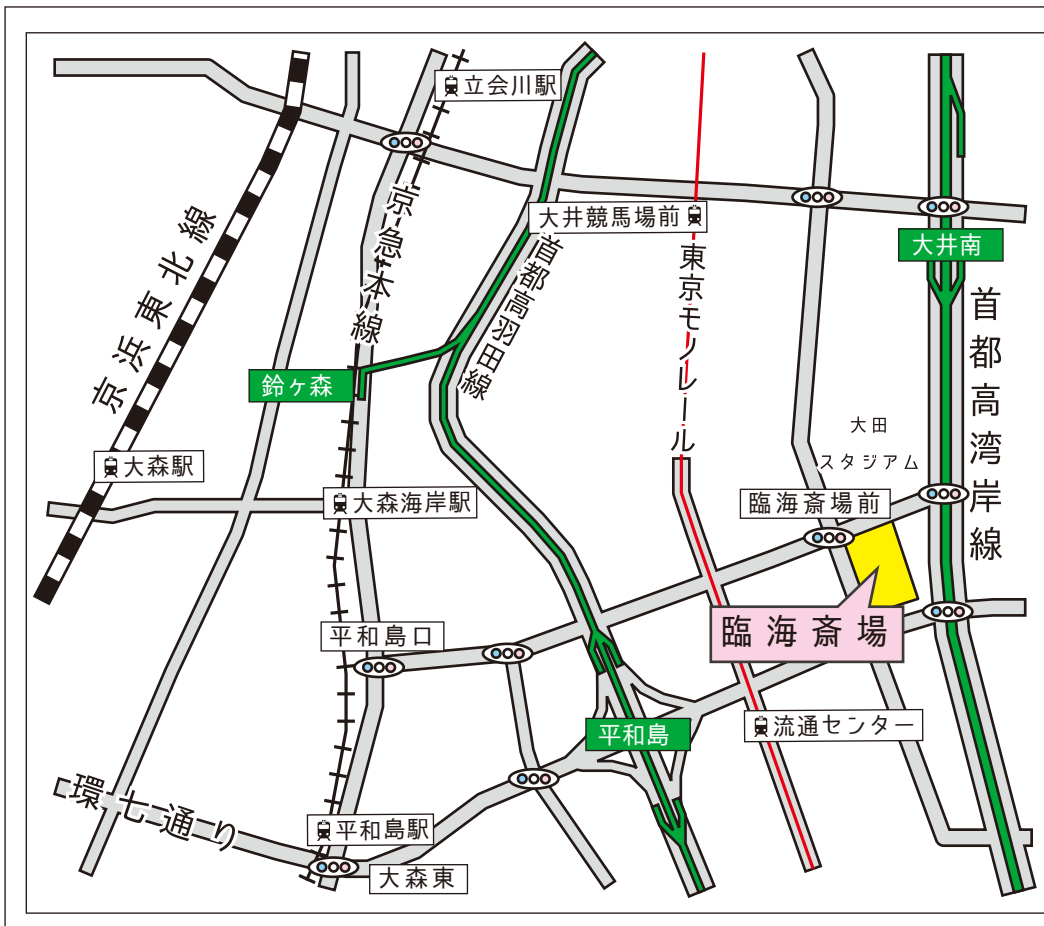 立会川駅
京急本線
大井競馬場前
大井南
京浜東北線
首都高羽田線
東京モノレール
首都高湾岸線
鈴ヶ森
大田
スタジアム
大森駅
大森海岸駅
臨海斎場前
臨海斎場
平和島口
平和島
流通センター
環七通り
平和島駅
大森東